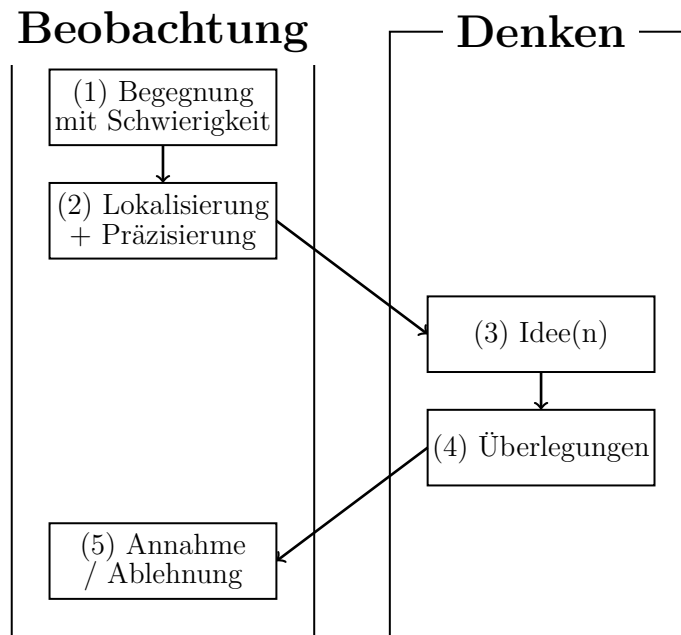 Beobachtung
Denken
(1) Begegnung
mit Schwierigkeit
(2) Lokalisierung
+ Präzisierung
(3) Idee(n)
(4) Überlegungen
(5) Annahme
/ Ablehnung